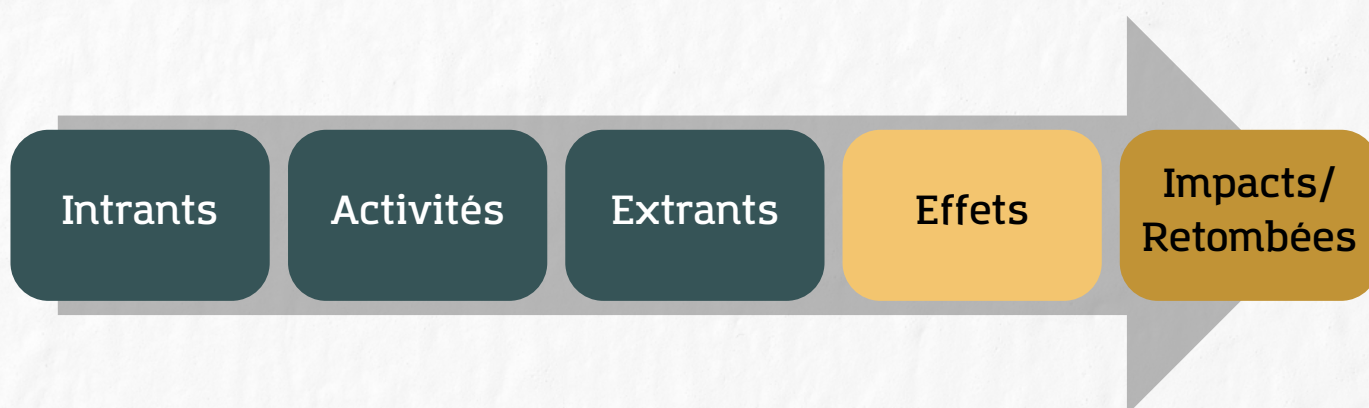 Intrants
Activités
Extrants
Effets
Impacts/
Retombées